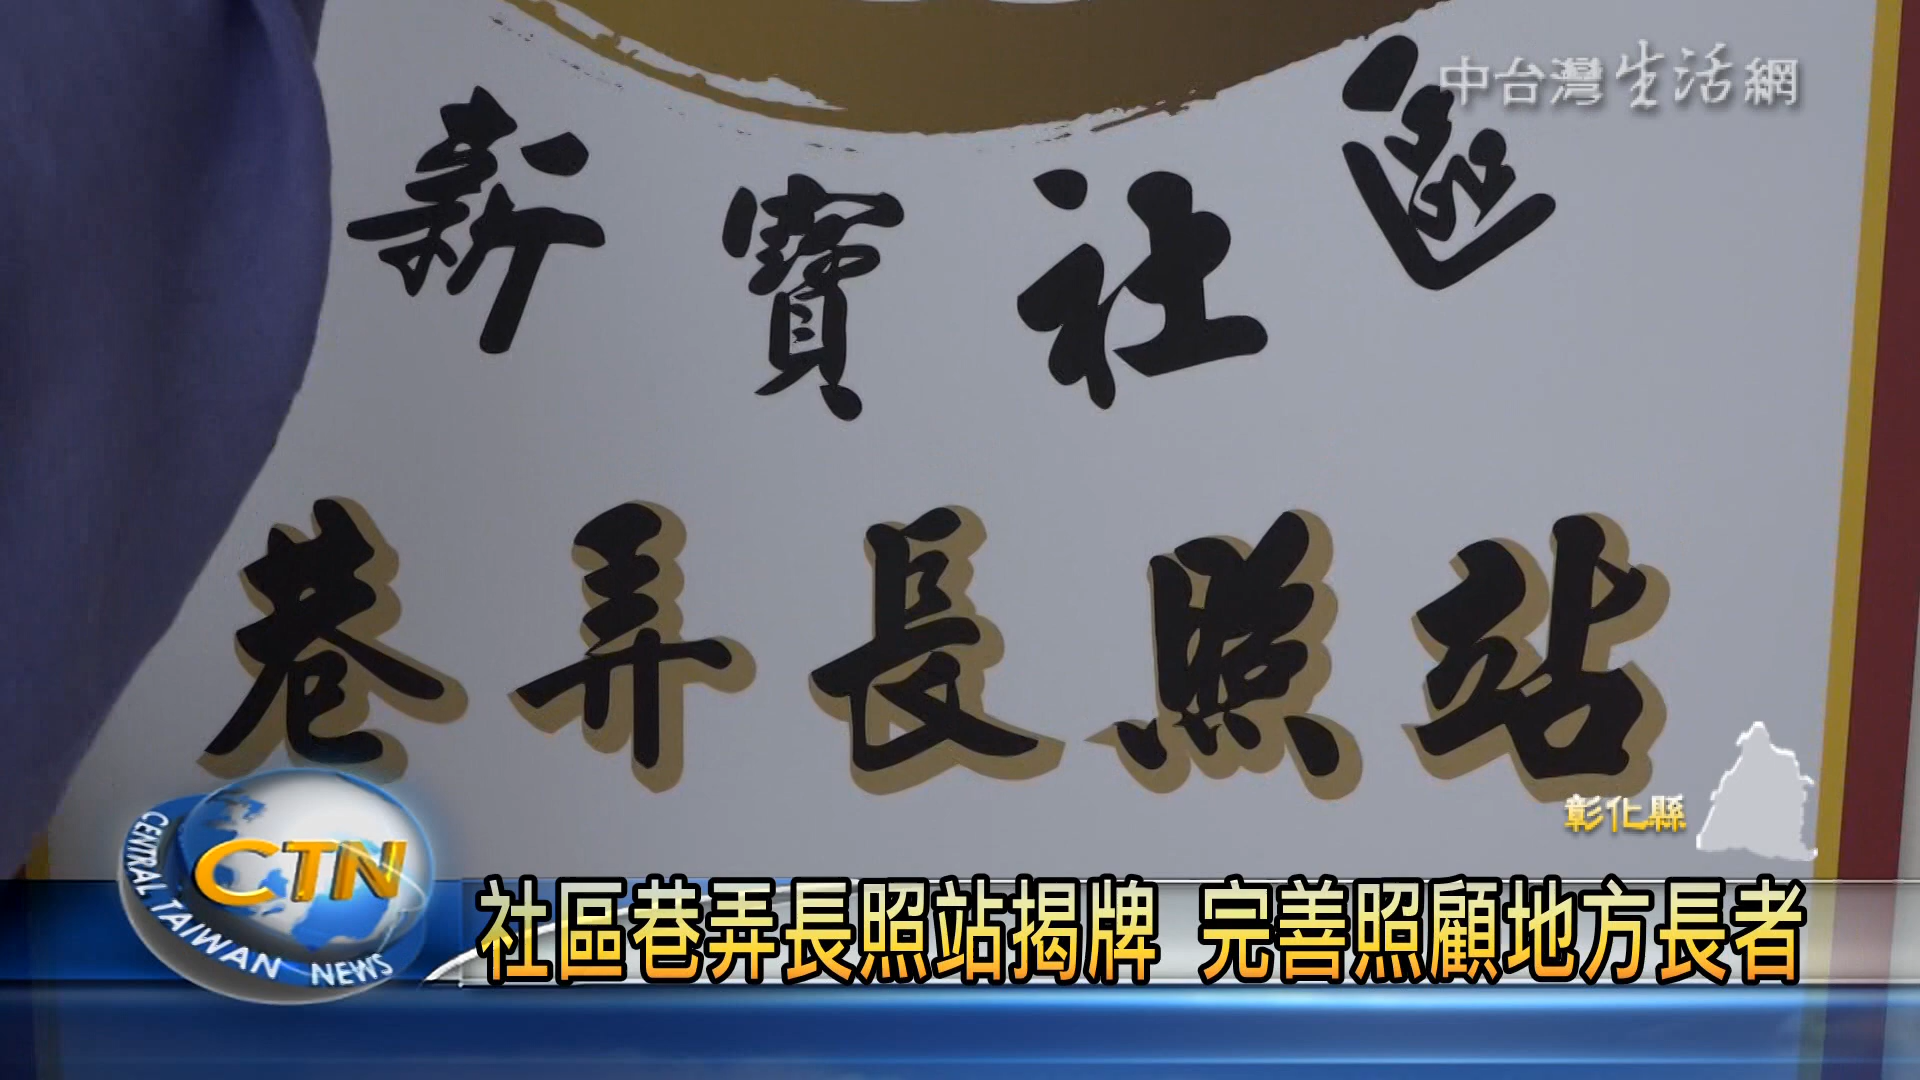 中台灣生活網
新寶社區
巷弄長照站
彰化縣
CTN
CENTRAL TAIWAN NEWS
社區巷弄長照站揭牌 完善照顧地方長者